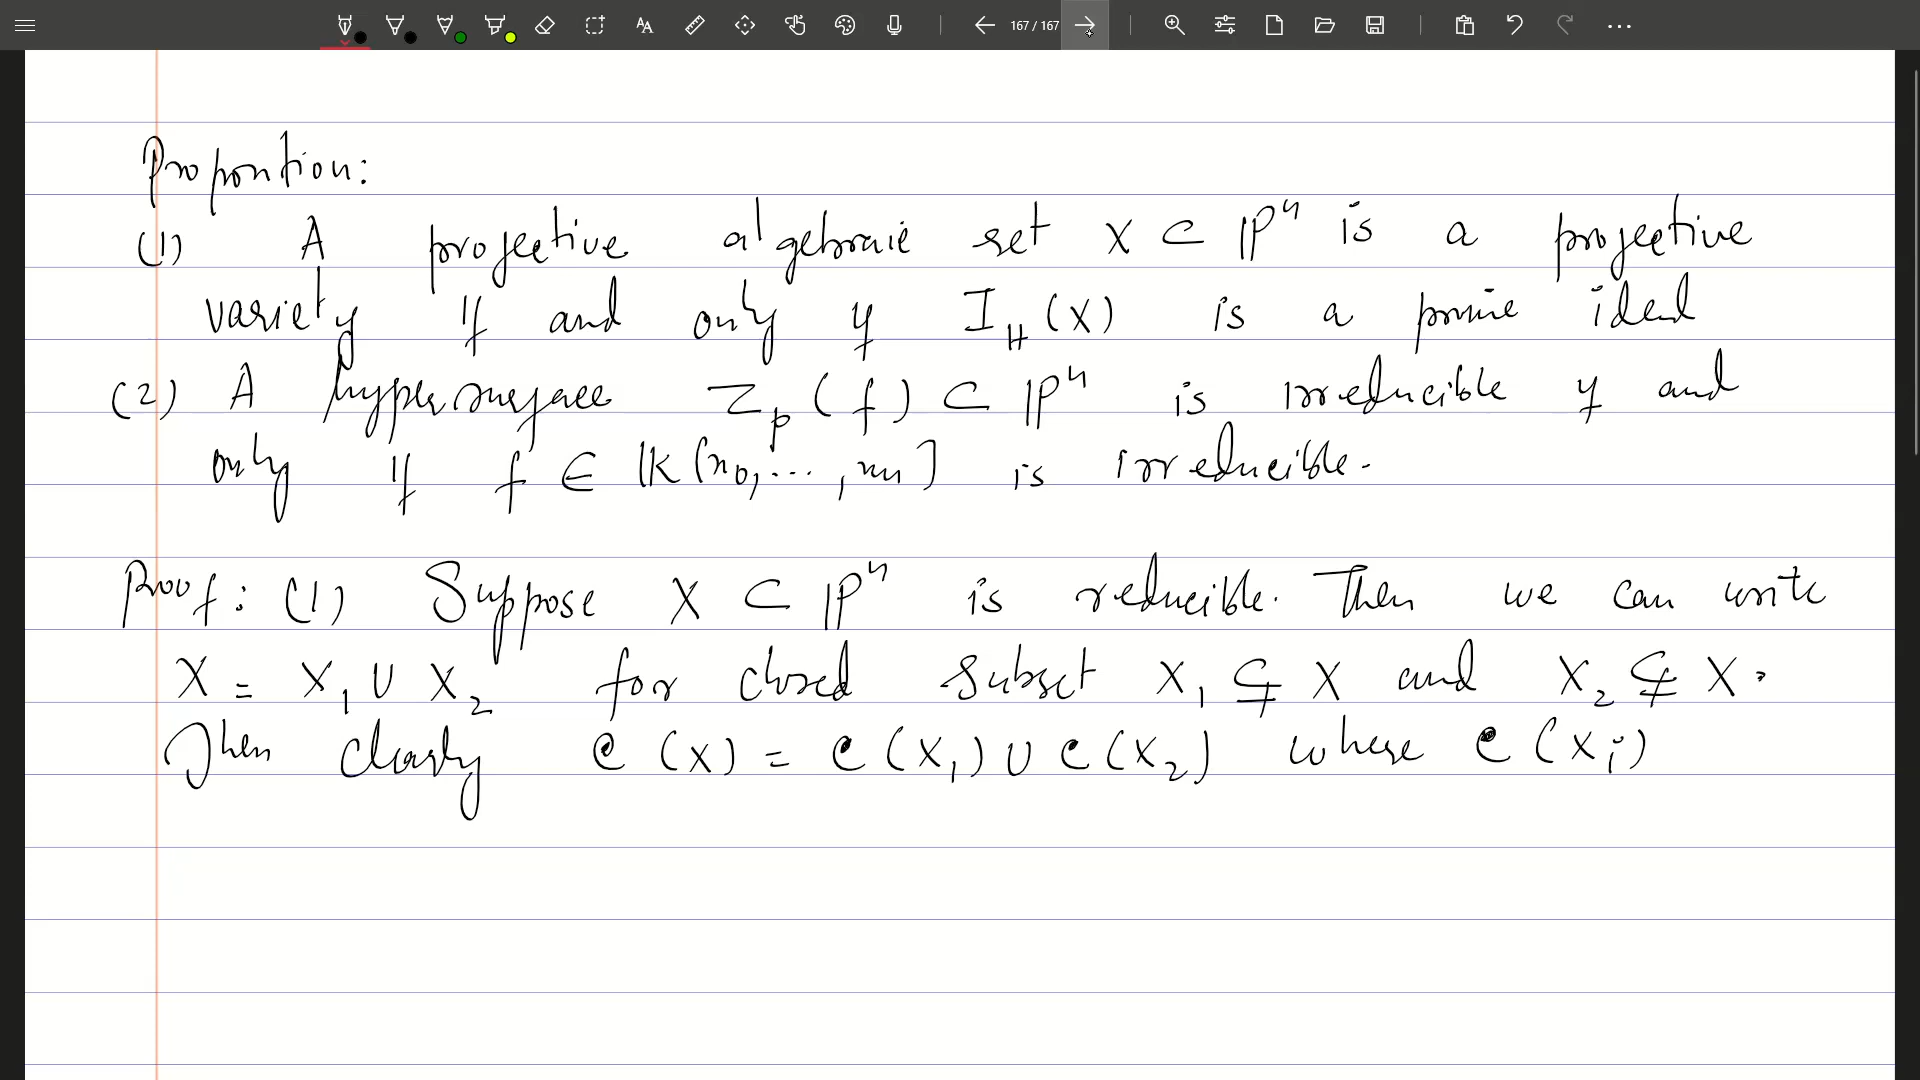 167 / 167
Proposition:
(1) A projective algebraic set X ⊂ ℙⁿ is a projective
variety if and only if I_H (X) is a prime ideal
(2) A hypersurface Z_p (f) ⊂ ℙⁿ is irreducible if and
only if f ∈ 𝕜[x₀, ..., xₙ] is irreducible.
Proof: (1) Suppose X ⊂ ℙⁿ is reducible. Then we can write
X = X₁ ∪ X₂ for closed subset X₁ ⊊ X and X₂ ⊊ X.
Then clearly C (X) = C (X₁) ∪ C (X₂) where C (Xᵢ)